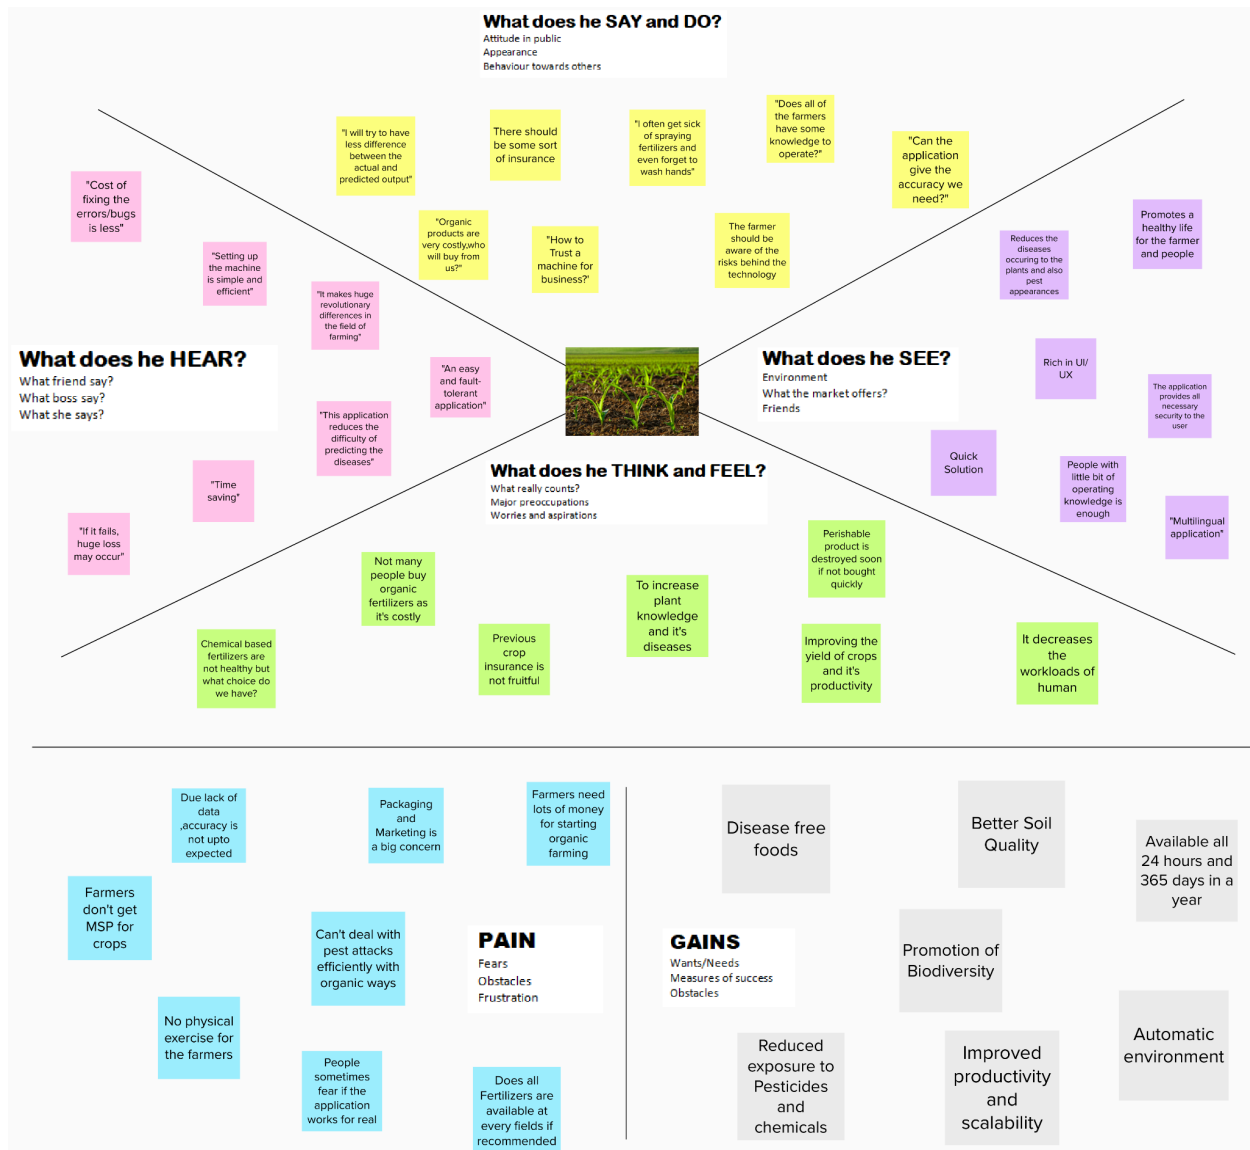 What does he SAY and DO?
Attitude in public
Appearance
Behaviour towards others
"I will try to have
less difference
between the
actual and
predicted output"
There should
be some sort
of insurance
"I often get sick
of spraying
fertilizers and
even forget to
wash hands"
"Does all of
the farmers
have some
knowledge to
operate?"
"Can the
application
give the
accuracy we
need?"
"Organic
products are
very costly,who
will buy from
us?"
"How to
Trust a
machine for
business?'
The farmer
should be
aware of the
risks behind the
technology
"Cost of
fixing the
errors/bugs
is less"
"Setting up
the machine
is simple and
efficient"
"It makes huge
revolutionary
differences in
the field of
farming"
What does he HEAR?
What friend say?
What boss say?
What she says?
"An easy
and fault-
tolerant
application"
"This application
reduces the
difficulty of
predicting the
diseases"
"Time
saving"
"If it fails,
huge loss
may occur"
Promotes a
healthy life
for the farmer
and people
Reduces the
diseases
occuring to the
plants and also
pest
appearances
What does he SEE?
Environment
What the market offers?
Friends
Rich in UI/
UX
The application
provides all
necessary
security to the
user
Quick
Solution
People with
little bit of
operating
knowledge is
enough
"Multilingual
application"
What does he THINK and FEEL?
What really counts?
Major preoccupations
Worries and aspirations
Not many
people buy
organic
fertilizers as
it's costly
Perishable
product is
destroyed soon
if not bought
quickly
To increase
plant
knowledge
and it's
diseases
Chemical based
fertilizers are
not healthy but
what choice do
we have?
Previous
crop
insurance is
not fruitful
Improving the
yield of crops
and it's
productivity
It decreases
the
workloads of
human
Due lack of
data
,accuracy is
not upto
expected
Packaging
and
Marketing is
a big concern
Farmers need
lots of money
for starting
organic
farming
Farmers
don't get
MSP for
crops
Can't deal with
pest attacks
efficiently with
organic ways
PAIN
Fears
Obstacles
Frustration
No physical
exercise for
the farmers
People
sometimes
fear if the
application
works for real
Does all
Fertilizers are
available at
every fields if
recommended
Disease free
foods
Better Soil
Quality
Available all
24 hours and
365 days in a
year
GAINS
Wants/Needs
Measures of success
Obstacles
Promotion of
Biodiversity
Reduced
exposure to
Pesticides
and
chemicals
Improved
productivity
and
scalability
Automatic
environment